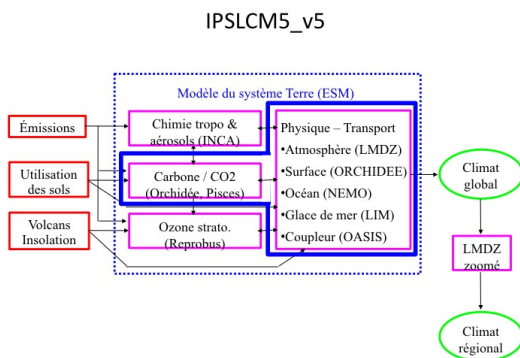 IPSLCM5_v5
Modèle du système Terre (ESM)
Émissions
Utilisation
des sols
Volcans
Insolation
Chimie tropo &
aérosols (INCA)
Carbone / CO2
(Orchidée, Pisces)
Ozone strato.
(Reprobus)
Physique – Transport
•Atmosphère (LMDZ)
•Surface (ORCHIDEE)
•Océan (NEMO)
•Glace de mer (LIM)
•Coupleur (OASIS)
Climat
global
LMDZ
zoomé
Climat
régional